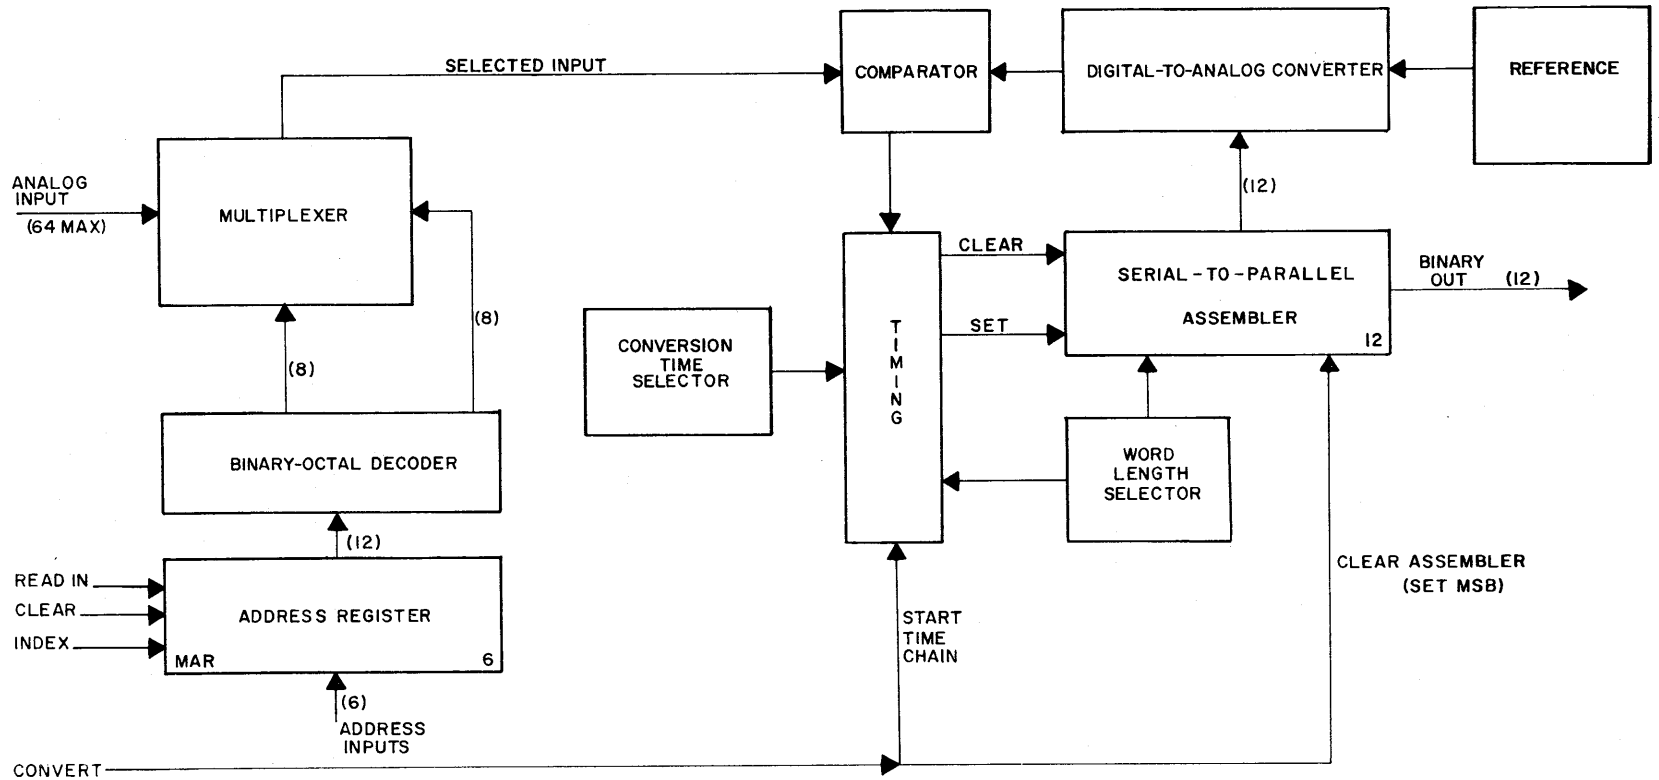 SELECTED INPUT
COMPARATOR
DIGITAL-TO-ANALOG CONVERTER
REFERENCE
ANALOG
INPUT
(64 MAX)
MULTIPLEXER
(12)
(8)
(8)
CLEAR
SET
SERIAL-TO-PARALLEL
ASSEMBLER
12
BINARY
OUT (12)
CONVERSION
TIME
SELECTOR
TIMING
BINARY-OCTAL DECODER
WORD
LENGTH
SELECTOR
(12)
READ IN
CLEAR
INDEX
ADDRESS REGISTER
MAR
6
(6)
ADDRESS
INPUTS
START
TIME
CHAIN
CLEAR ASSEMBLER
(SET MSB)
CONVERT